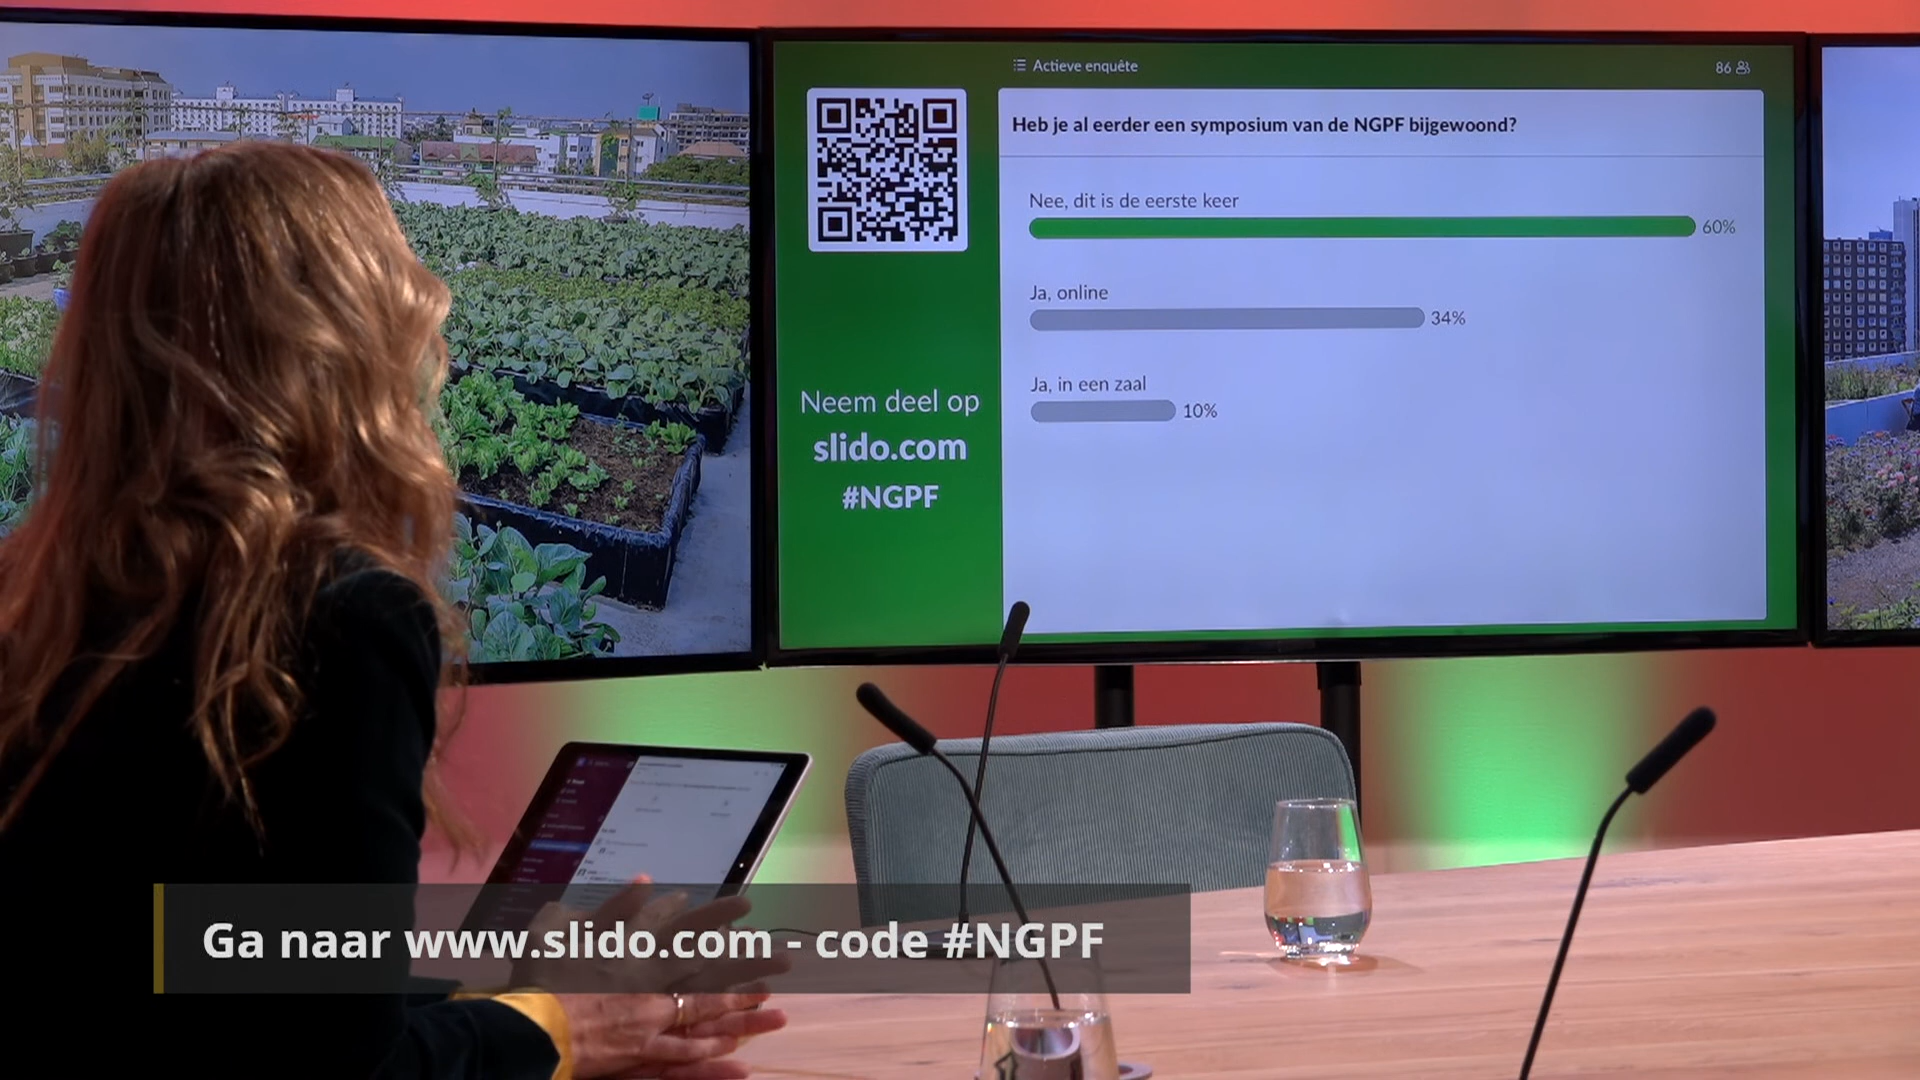 Actieve enquête
86
Heb je al eerder een symposium van de NGPF bijgewoond?
Nee, dit is de eerste keer
60%
Ja, online
34%
Ja, in een zaal
10%
Neem deel op
slido.com
#NGPF
Ga naar www.slido.com - code #NGPF